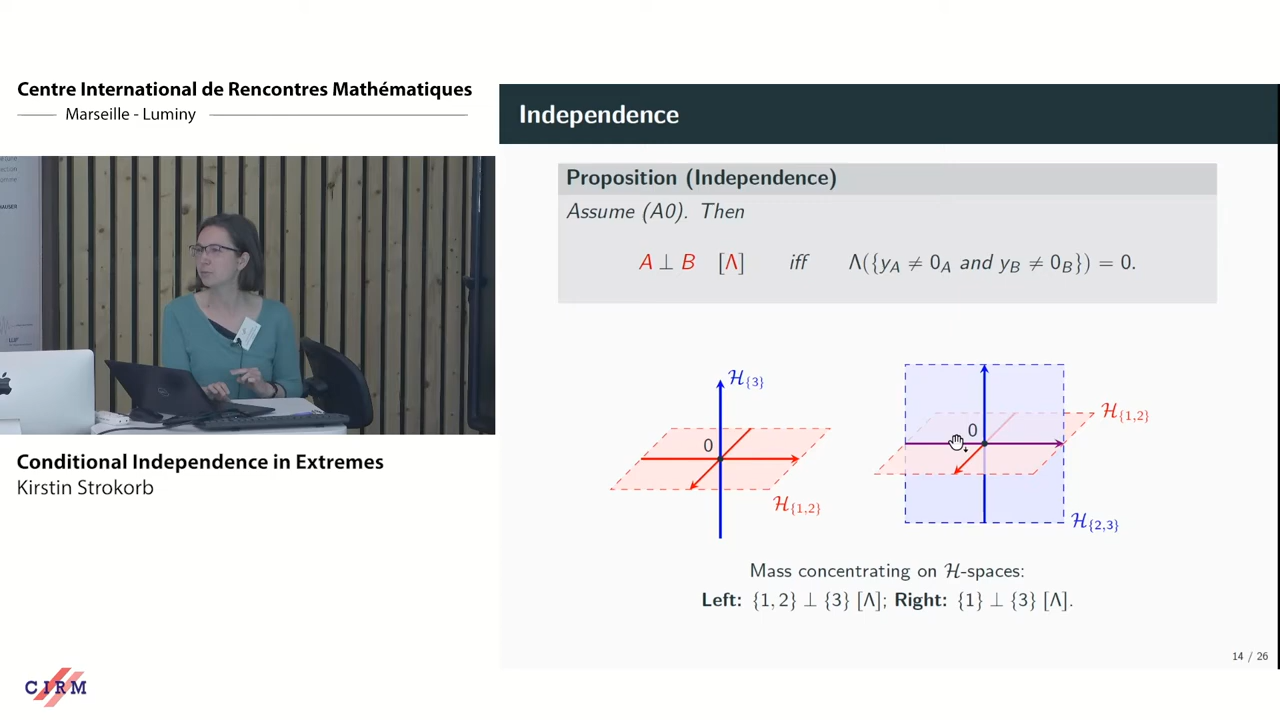 Centre International de Rencontres Mathématiques
Marseille - Luminy
Conditional Independence in Extremes
Kirstin Strokorb
CIRM
Independence
Proposition (Independence)
Assume (A0). Then
A ⊥ B [Λ] iff Λ({y_A ≠ 0_A and y_B ≠ 0_B}) = 0.
ℋ_{3}
0
ℋ_{1,2}
0
ℋ_{1,2}
ℋ_{2,3}
Mass concentrating on ℋ-spaces:
Left: {1, 2} ⊥ {3} [Λ]; Right: {1} ⊥ {3} [Λ].
14 / 26